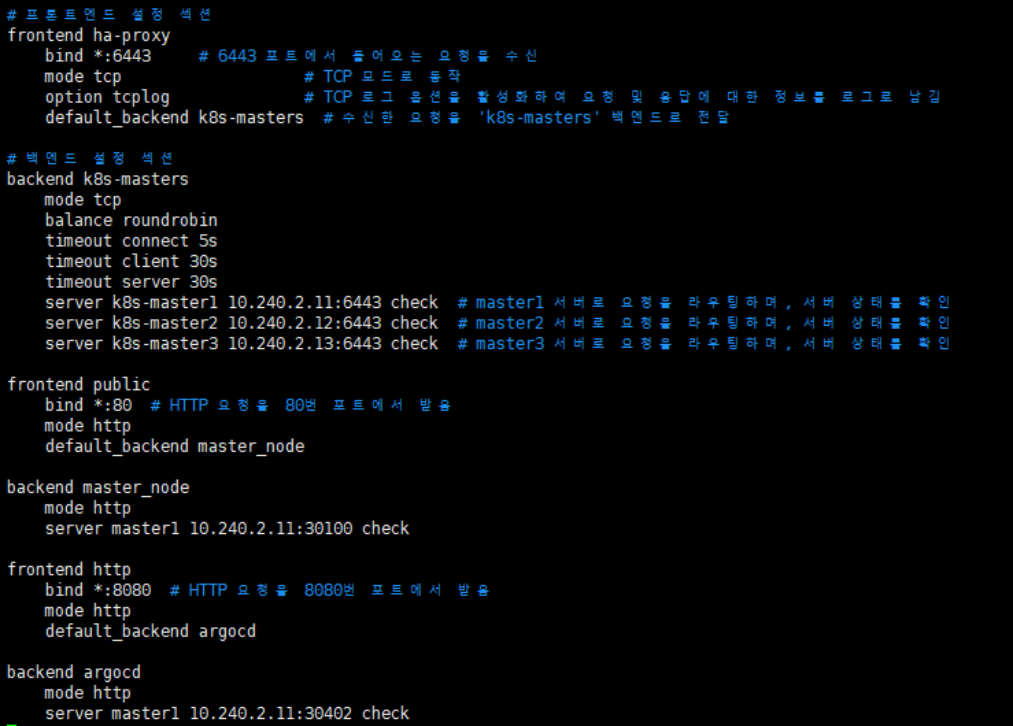 # 프론트엔드 설정 섹션
frontend ha-proxy
    bind *:6443     # 6443 포트에서 들어오는 요청을 수신
    mode tcp                   # TCP 모드로 동작
    option tcplog              # TCP 로그 옵션을 활성화하여 요청 및 응답에 대한 정보를 로그로 남김
    default_backend k8s-masters  # 수신한 요청을 'k8s-masters' 백엔드로 전달

# 백엔드 설정 섹션
backend k8s-masters
    mode tcp
    balance roundrobin
    timeout connect 5s
    timeout client 30s
    timeout server 30s
    server k8s-master1 10.240.2.11:6443 check  # master1 서버로 요청을 라우팅하며, 서버 상태를 확인
    server k8s-master2 10.240.2.12:6443 check  # master2 서버로 요청을 라우팅하며, 서버 상태를 확인
    server k8s-master3 10.240.2.13:6443 check  # master3 서버로 요청을 라우팅하며, 서버 상태를 확인

frontend public
    bind *:80  # HTTP 요청을 80번 포트에서 받음
    mode http
    default_backend master_node

backend master_node
    mode http
    server master1 10.240.2.11:30100 check

frontend http
    bind *:8080  # HTTP 요청을 8080번 포트에서 받음
    mode http
    default_backend argocd

backend argocd
    mode http
    server master1 10.240.2.11:30402 check